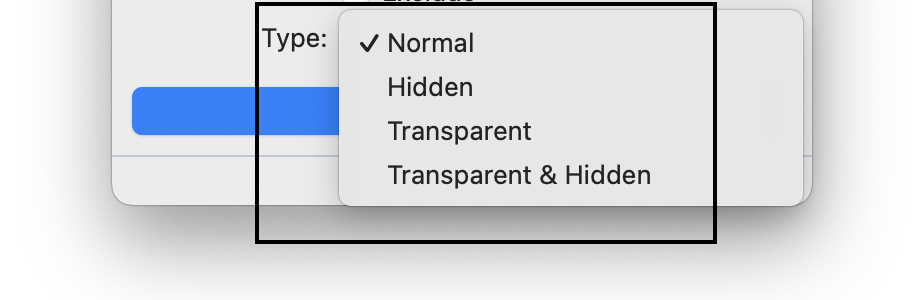 Type:
✓ Normal
Hidden
Transparent
Transparent & Hidden